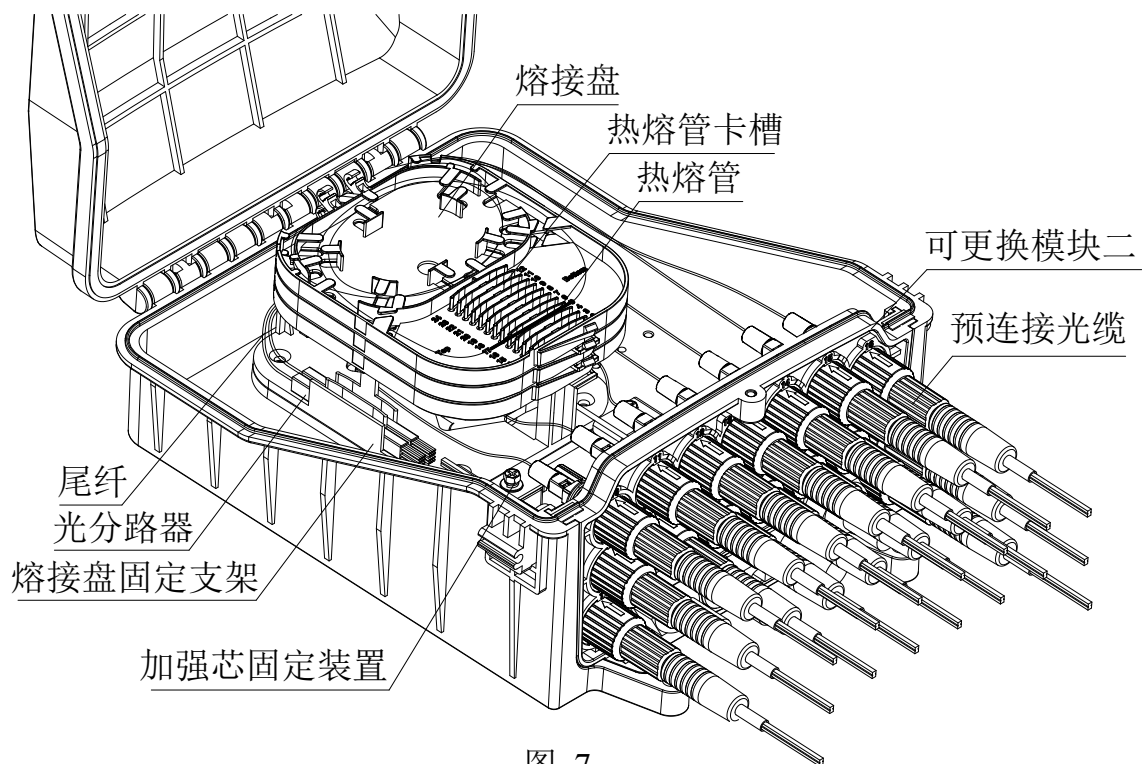 熔接盘
热熔管卡槽
热熔管
可更换模块二
预连接光缆
尾纤
光分路器
熔接盘固定支架
加强芯固定装置
图 7